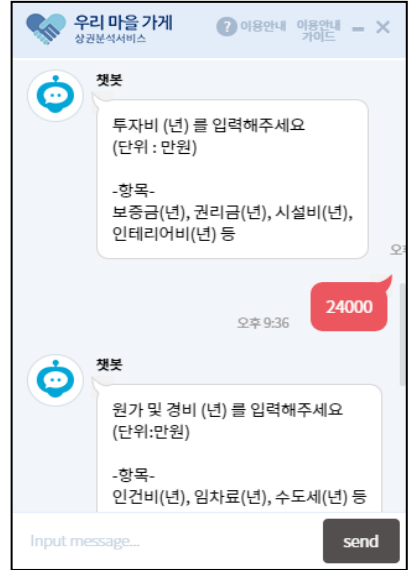 우리 마을 가게
상권분석서비스
? 이용안내
이용안내
가이드
챗봇
투자비 (년) 를 입력해주세요
(단위 : 만원)
-항목-
보증금(년), 권리금(년), 시설비(년),
인테리어비(년) 등
24000
오후 9:36
챗봇
원가 및 경비 (년) 를 입력해주세요
(단위:만원)
-항목-
인건비(년), 임차료(년), 수도세(년) 등
Input message...
send